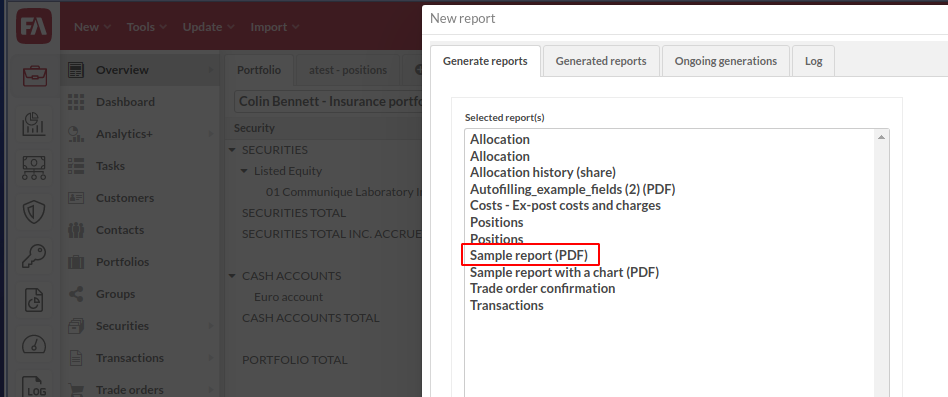 FA New Tools Update Import
New report
Generate reports Generated reports Ongoing generations Log
Overview
Dashboard
Analytics+
Tasks
Customers
Contacts
Portfolios
Groups
Securities
Transactions
Trade orders
LOG
Portfolio atest - positions
Colin Bennett - Insurance portfo
Security
SECURITIES
Listed Equity
01 Communique Laboratory In
SECURITIES TOTAL
SECURITIES TOTAL INC. ACCRUE
CASH ACCOUNTS
Euro account
CASH ACCOUNTS TOTAL
PORTFOLIO TOTAL
Selected report(s)
Allocation
Allocation
Allocation history (share)
Autofilling_example_fields (2) (PDF)
Costs - Ex-post costs and charges
Positions
Positions
Sample report (PDF)
Sample report with a chart (PDF)
Trade order confirmation
Transactions